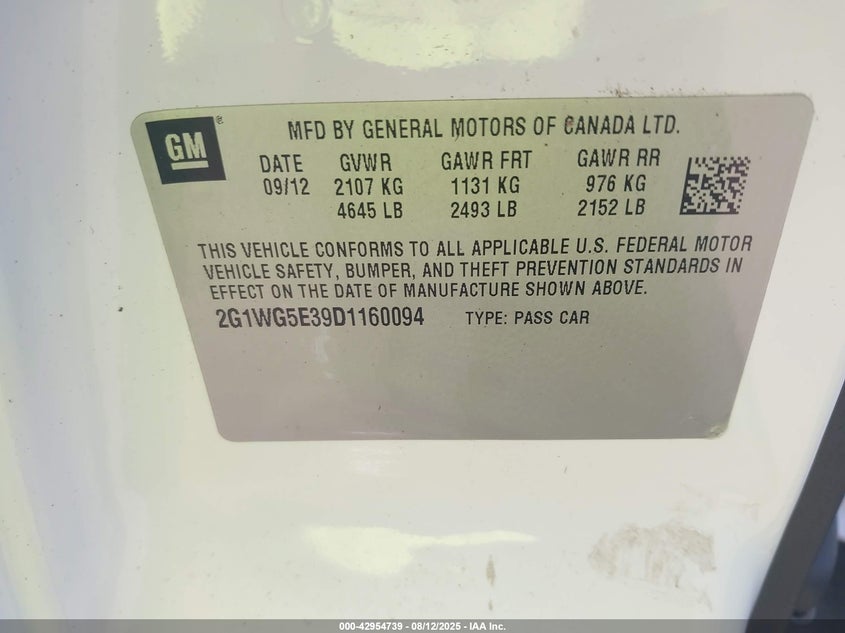 GM
MFD BY GENERAL MOTORS OF CANADA LTD.
DATE GVWR GAWR FRT GAWR RR
09/12 2107 KG 1131 KG 976 KG
4645 LB 2493 LB 2152 LB
THIS VEHICLE CONFORMS TO ALL APPLICABLE U.S. FEDERAL MOTOR
VEHICLE SAFETY, BUMPER, AND THEFT PREVENTION STANDARDS IN
EFFECT ON THE DATE OF MANUFACTURE SHOWN ABOVE.
2G1WG5E39D1160094 TYPE: PASS CAR
000-42954739 - 08/12/2025 - IAA Inc.